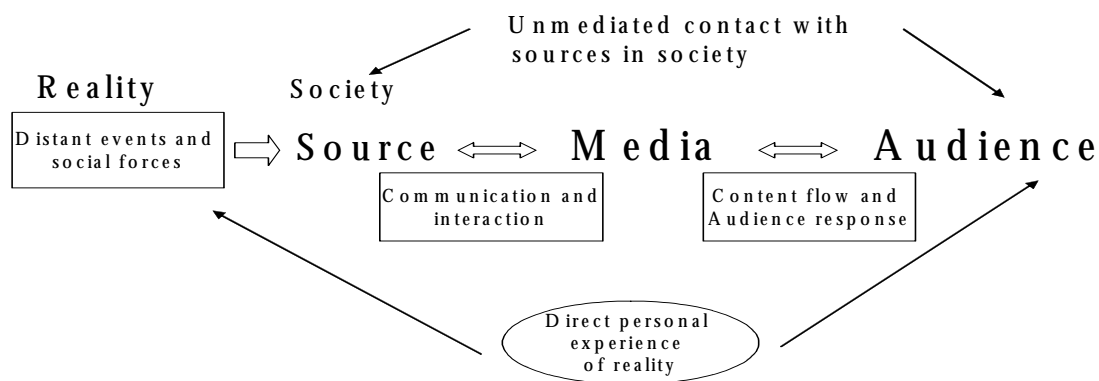 Unmediated contact with
sources in society
Reality
Society
Distant events and
social forces
Source
Media
Audience
Communication and
interaction
Content flow and
Audience response
Direct personal
experience
of reality